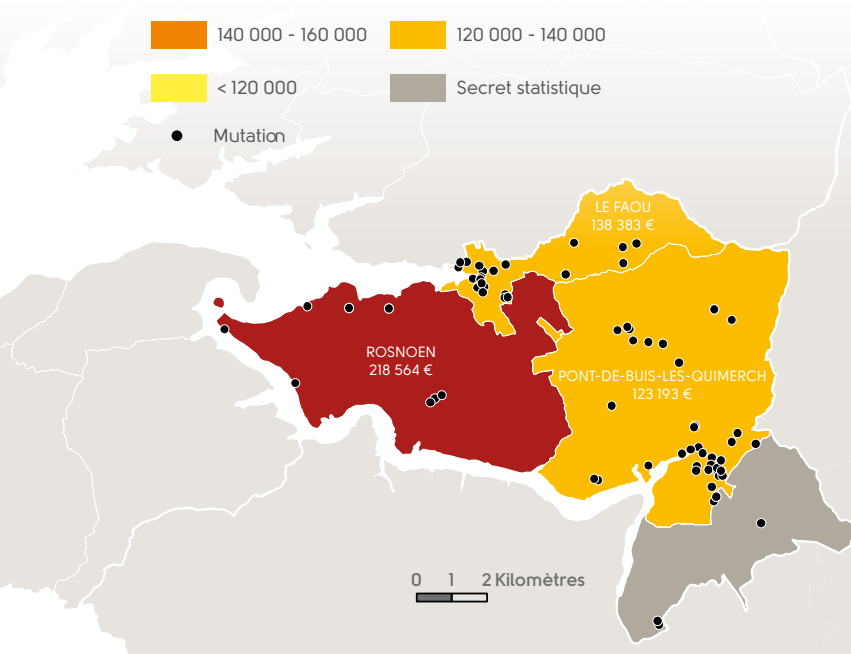 140 000 - 160 000
120 000 - 140 000
< 120 000
Secret statistique
Mutation
LE FAOU
138 383 €
ROSNOEN
218 564 €
PONT-DE-BUIS-LES-QUIMERCH
123 193 €
0 1 2 Kilomètres